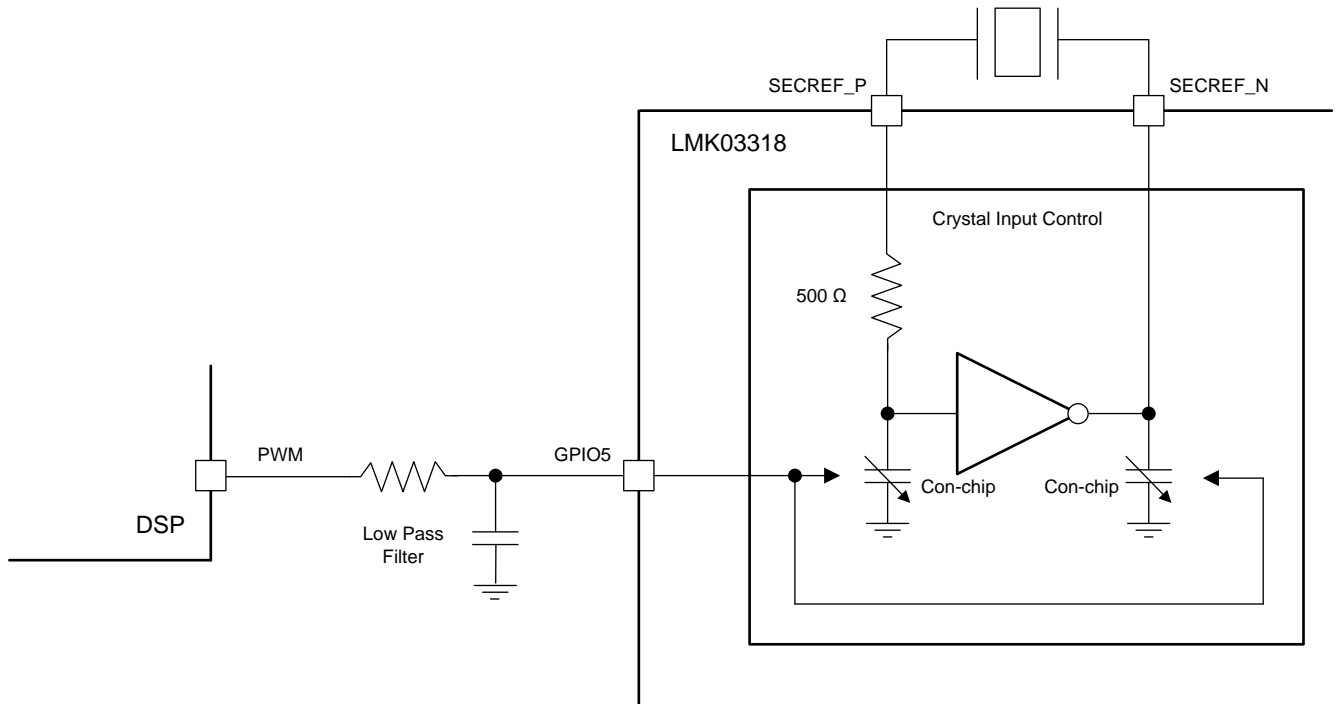 SECREF_P
SECREF_N
LMK03318
Crystal Input Control
500 Ω
PWM
GPIO5
Con-chip
Con-chip
DSP
Low Pass
Filter